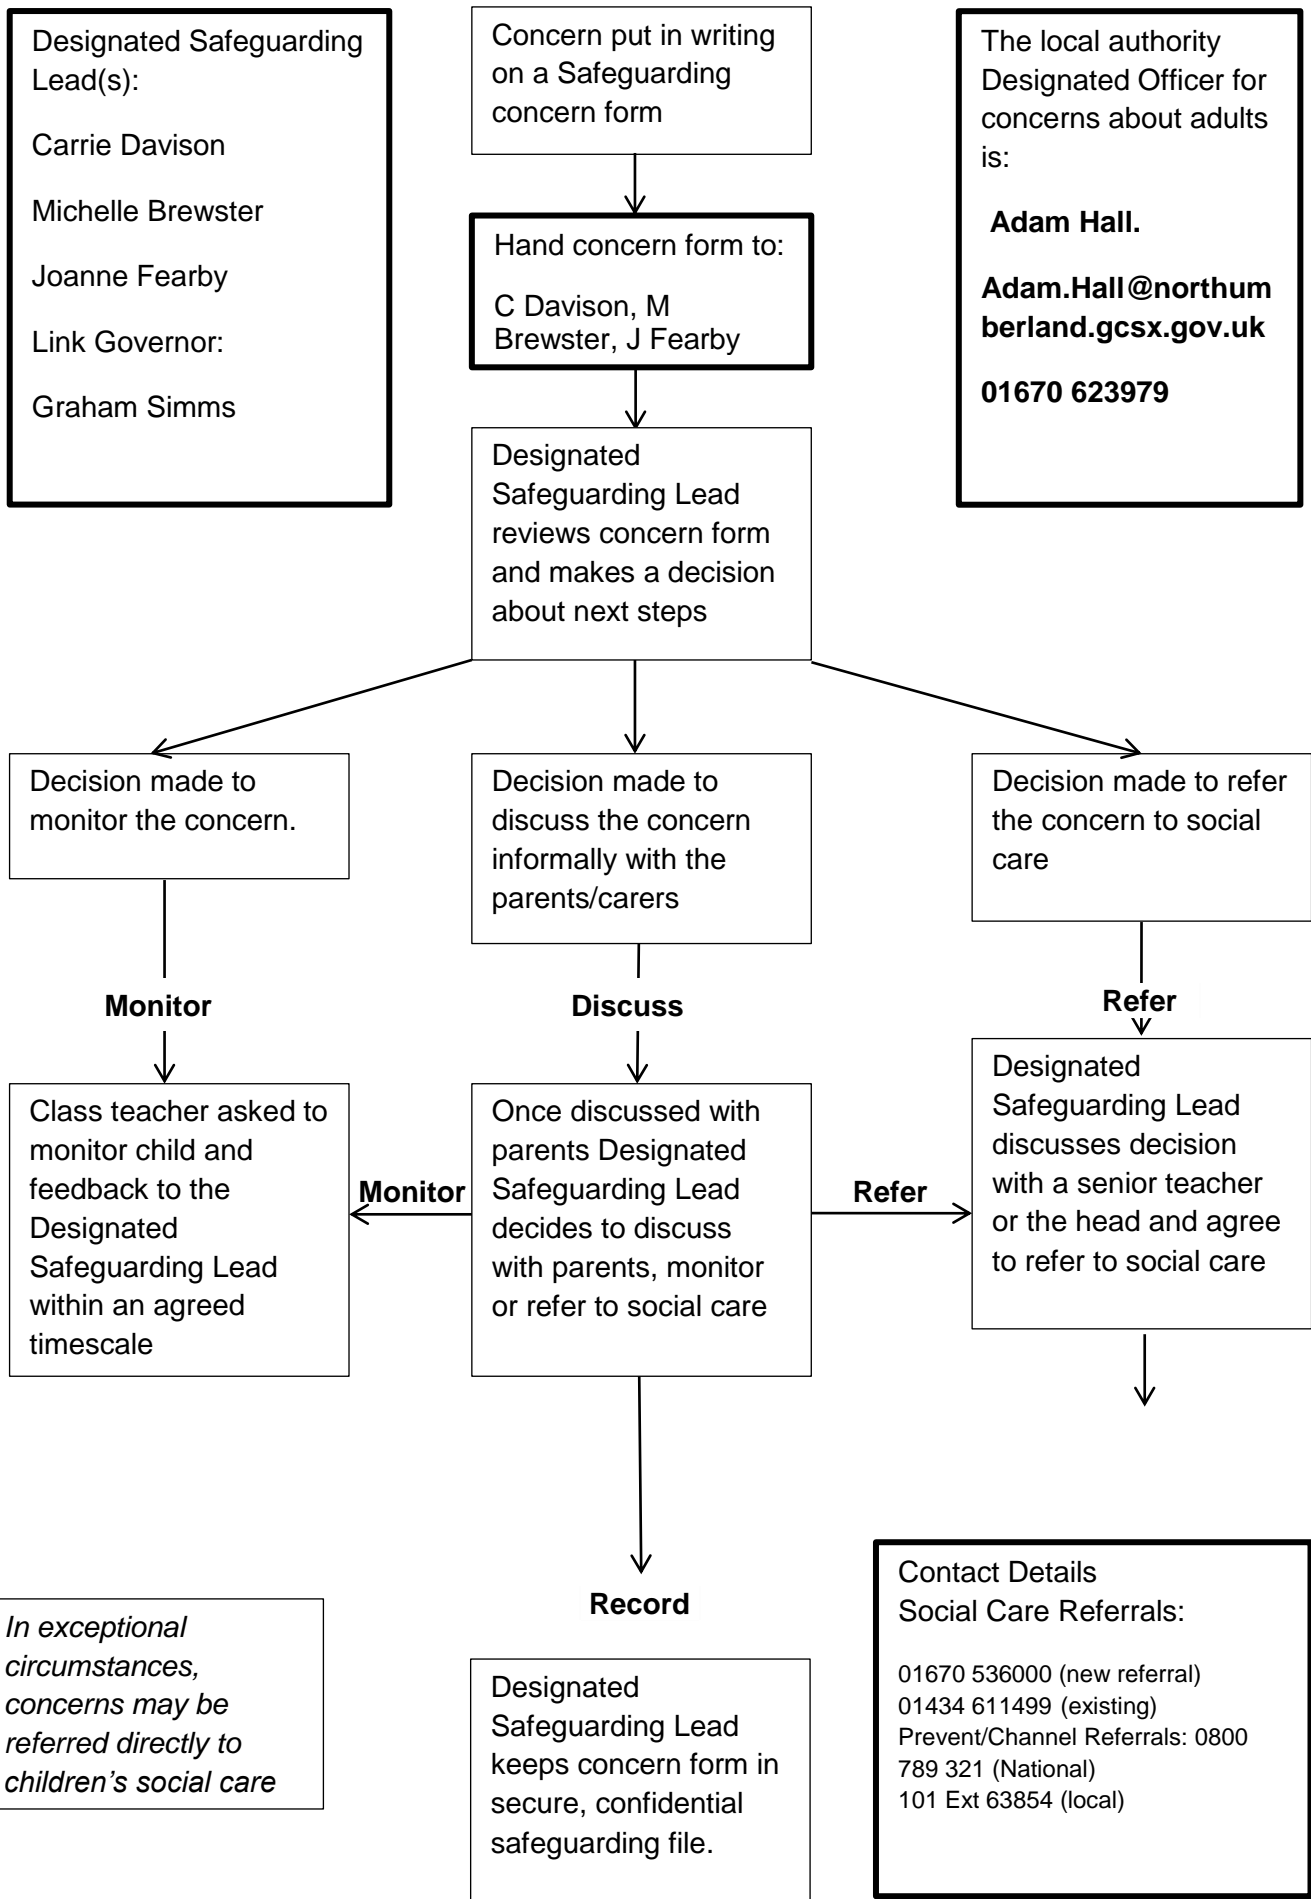 Designated Safeguarding
Lead(s):
Carrie Davison
Michelle Brewster
Joanne Fearby
Link Governor:
Graham Simms
Concern put in writing
on a Safeguarding
concern form
The local authority
Designated Officer for
concerns about adults
is:
Adam Hall.
Adam.Hall@northum
berland.gcsx.gov.uk
01670 623979
Hand concern form to:
C Davison, M
Brewster, J Fearby
Designated
Safeguarding Lead
reviews concern form
and makes a decision
about next steps
Decision made to
monitor the concern.
Decision made to
discuss the concern
informally with the
parents/carers
Decision made to refer
the concern to social
care
Monitor
Discuss
Refer
Class teacher asked to
monitor child and
feedback to the
Designated
Safeguarding Lead
within an agreed
timescale
Monitor
Once discussed with
parents Designated
Safeguarding Lead
decides to discuss
with parents, monitor
or refer to social care
Refer
Designated
Safeguarding Lead
discusses decision
with a senior teacher
or the head and agree
to refer to social care
In exceptional
circumstances,
concerns may be
referred directly to
children’s social care
Record
Designated
Safeguarding Lead
keeps concern form in
secure, confidential
safeguarding file.
Contact Details
Social Care Referrals:
01670 536000 (new referral)
01434 611499 (existing)
Prevent/Channel Referrals: 0800
789 321 (National)
101 Ext 63854 (local)